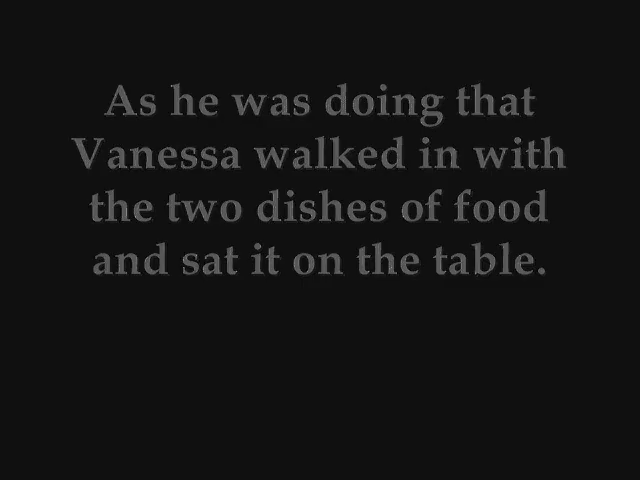 As he was doing that
Vanessa walked in with
the two dishes of food
and sat it on the table.